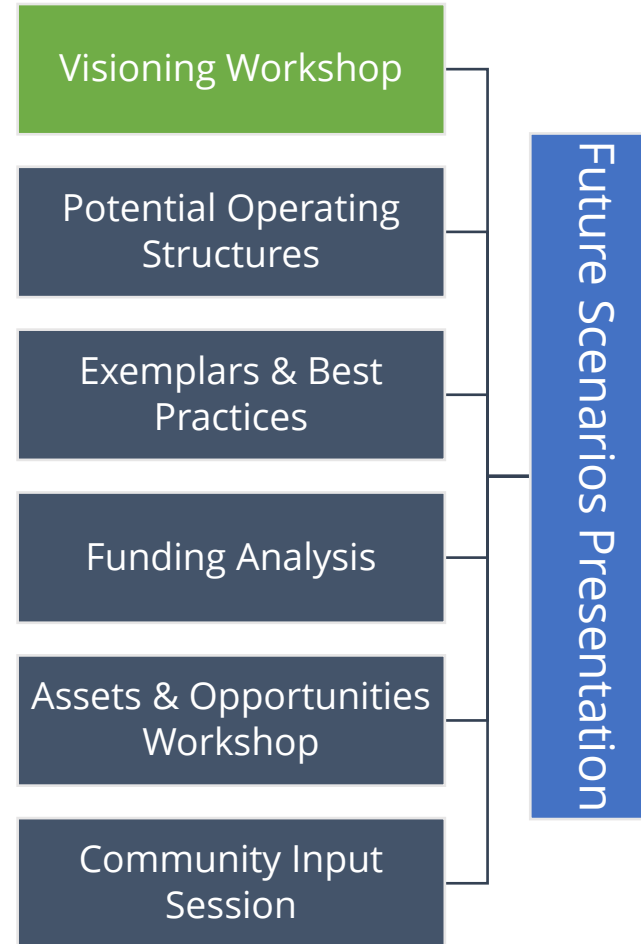 Visioning Workshop
Potential Operating
Structures
Exemplars & Best
Practices
Funding Analysis
Assets & Opportunities
Workshop
Community Input
Session
Future Scenarios Presentation